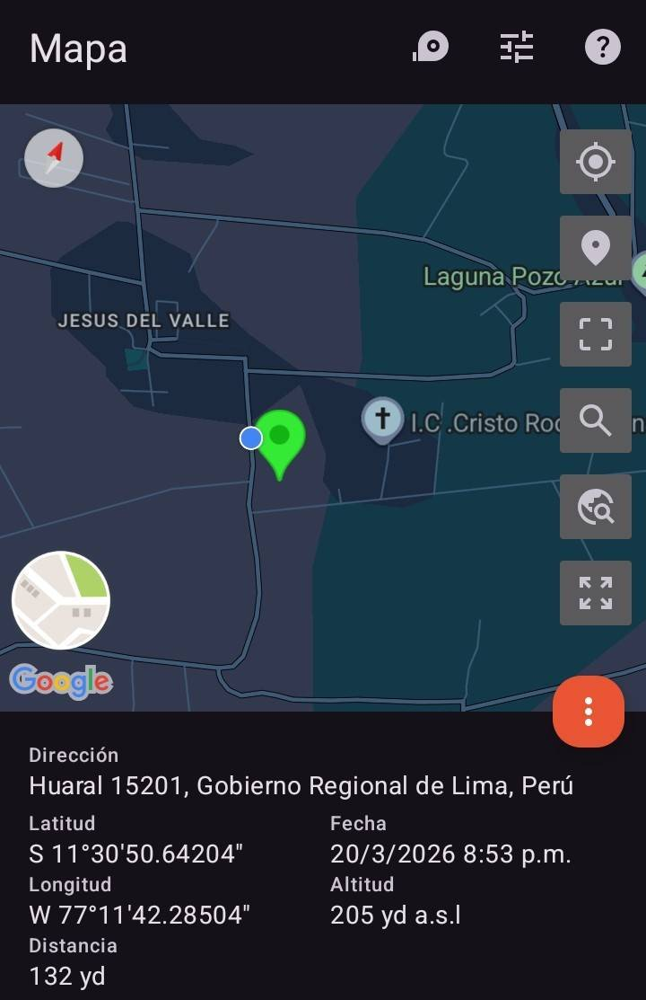 Mapa
Laguna Pozo Azul
JESUS DEL VALLE
I.C .Cristo Roc
Google
Dirección
Huaral 15201, Gobierno Regional de Lima, Perú
Latitud
Fecha
S 11°30'50.64204"
20/3/2026 8:53 p.m.
Longitud
Altitud
W 77°11'42.28504"
205 yd a.s.l
Distancia
132 yd